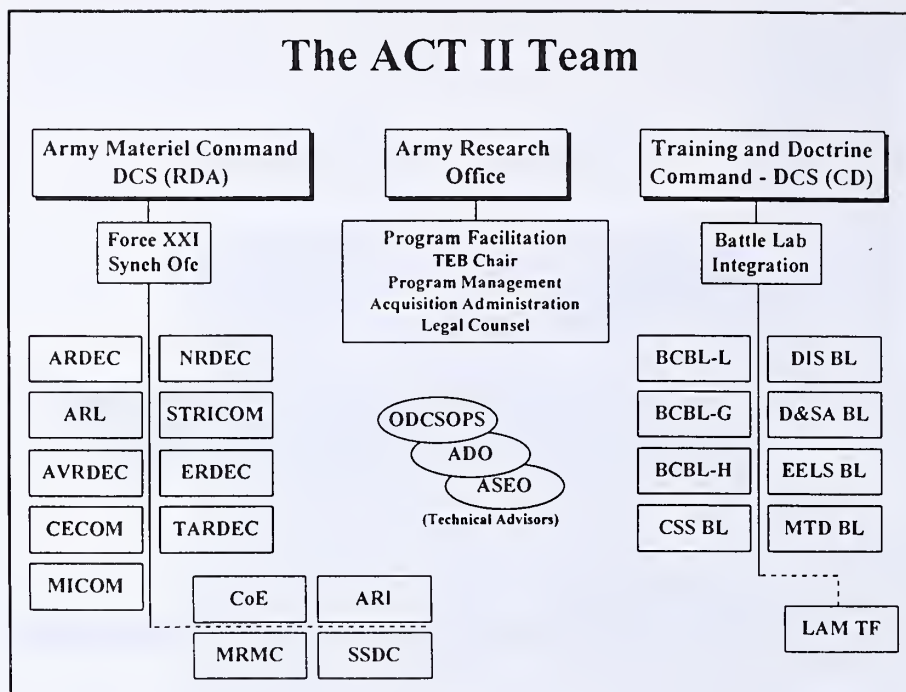 The ACT II Team
Army Materiel Command
DCS (RDA)
Force XXI
Synch Ofc
ARDEC
NRDEC
ARL
STRICOM
AVRDEC
ERDEC
CECOM
TARDEC
MICOM
CoE
ARI
MRMC
SSDC
Army Research
Office
Program Facilitation
TEB Chair
Program Management
Acquisition Administration
Legal Counsel
ODCSOPS
ADO
ASEO
(Technical Advisors)
Training and Doctrine
Command - DCS (CD)
Battle Lab
Integration
BCBL-L
DIS BL
BCBL-G
D&SA BL
BCBL-H
EELS BL
CSS BL
MTD BL
LAM TF